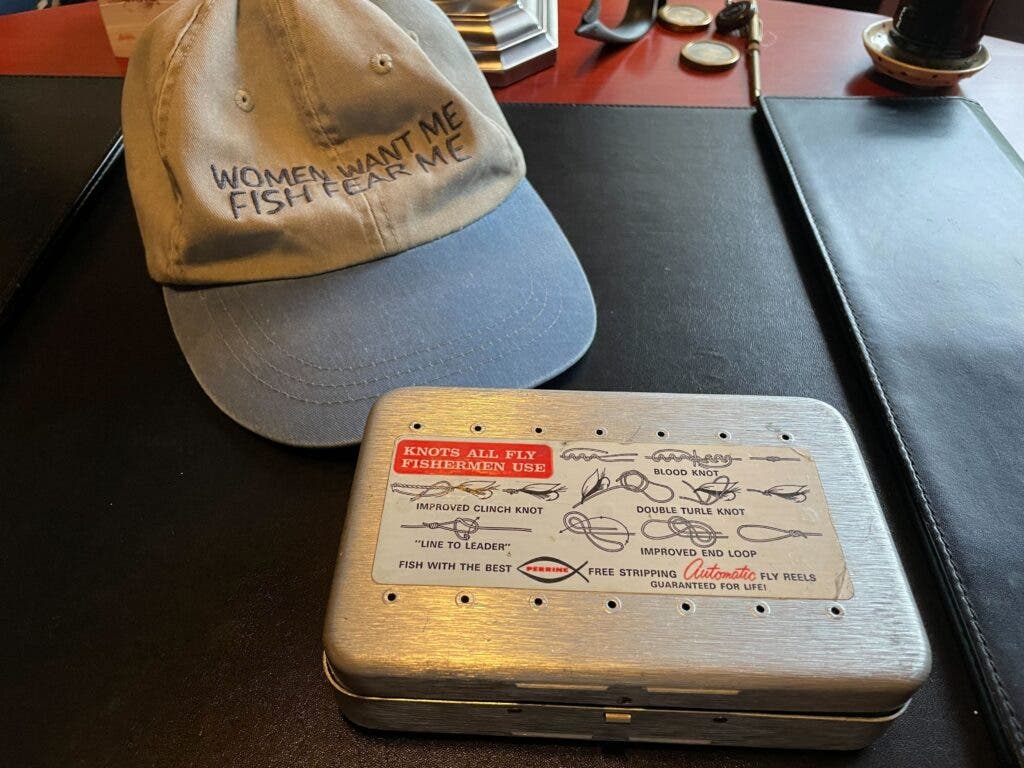 WOMEN WANT ME
FISH FEAR ME
KNOTS ALL FLY
FISHERMEN USE
BLOOD KNOT
IMPROVED CLINCH KNOT
DOUBLE TURLE KNOT
"LINE TO LEADER"
IMPROVED END LOOP
FISH WITH THE BEST PERRINE FREE STRIPPING Automatic FLY REELS
GUARANTEED FOR LIFE!